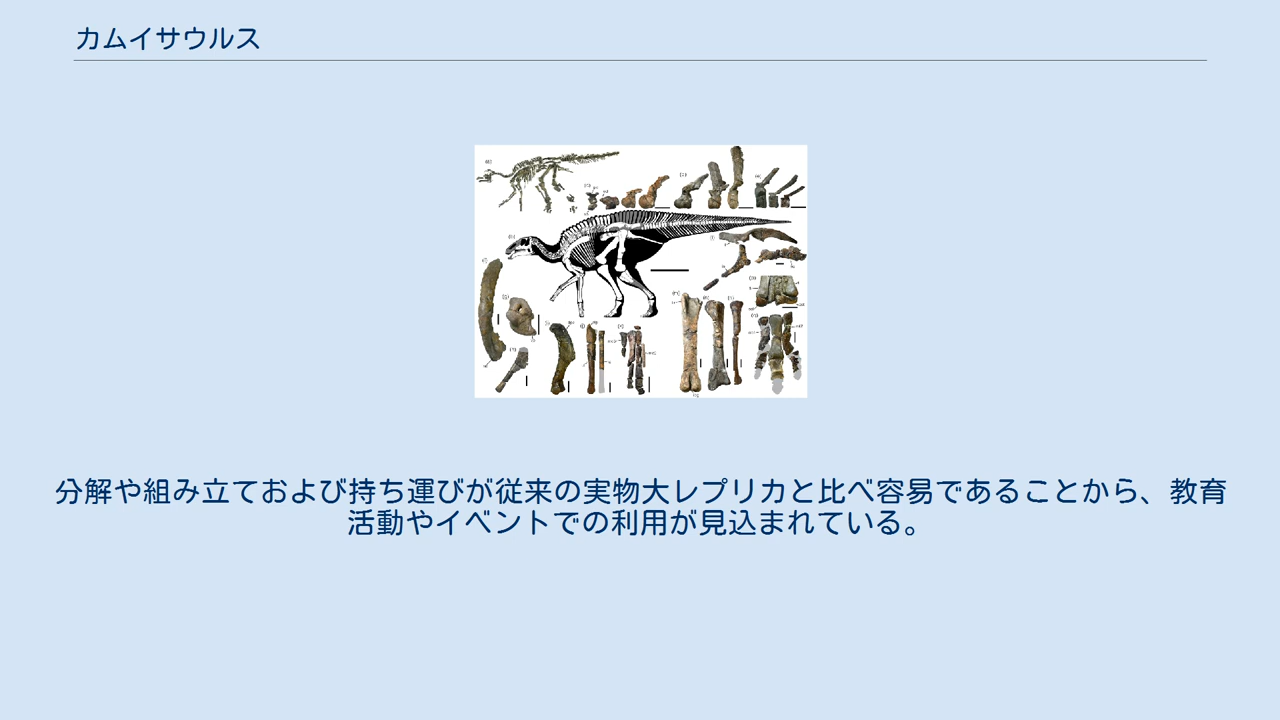 カムイサウルス
分解や組み立ておよび持ち運びが従来の実物大レプリカと比べ容易であることから、教育
活動やイベントでの利用が見込まれている。